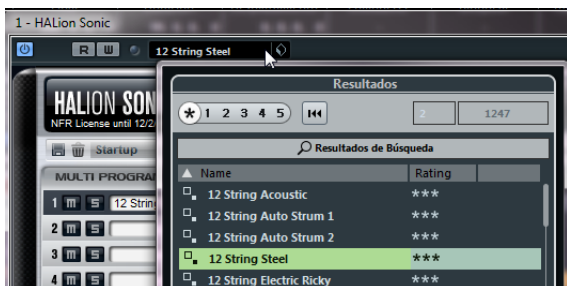 1 - HALion Sonic
R W 12 String Steel
Resultados
HALION SON
NFR License until 12/2/
* 1 2 3 4 5 2 1247
Startup
Resultados de Búsqueda
MULTI PROGRA
Name Rating
1 m S 12 Strin
12 String Acoustic ***
2 m S
12 String Auto Strum 1 ***
12 String Auto Strum 2 ***
3 m S
12 String Steel ***
4 m S
12 String Electric Ricky ***